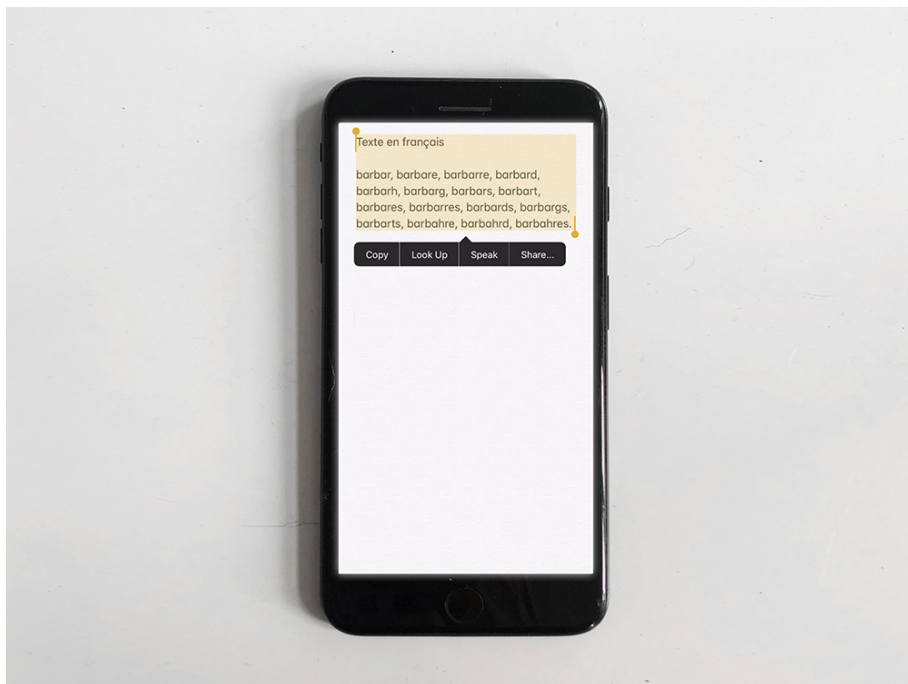 Texte en français
barbar, barbare, barbarre, barbard,
barbarh, barbarg, barbars, barbart,
barbares, barbarres, barbards, barbargs,
barbarts, barbahre, barbahrd, barbahres.
Copy Look Up Speak Share...